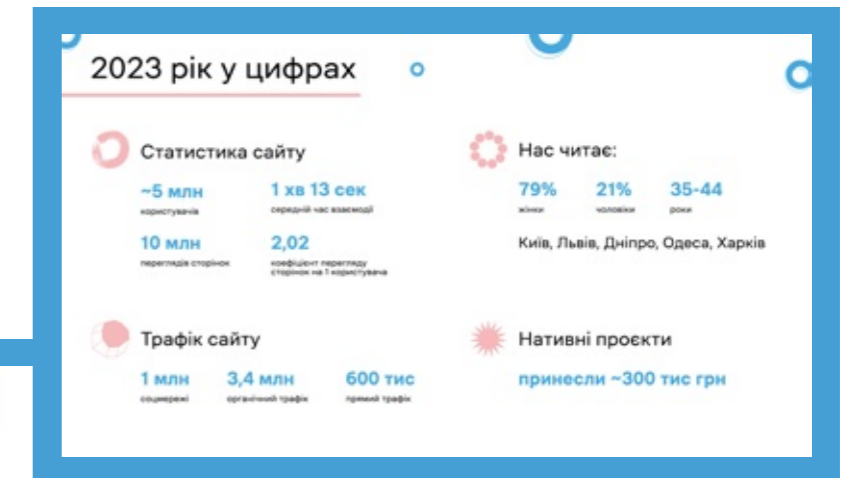 2023 рік у цифрах
Статистика сайту
~5 млн
користувачів
1 хв 13 сек
середній час взаємодії
10 млн
переглядів сторінок
2,02
коефіцієнт перегляду
сторінок на 1 користувача
Нас читає:
79%
жінки
21%
чоловіки
35-44
роки
Київ, Львів, Дніпро, Одеса, Харків
Трафік сайту
1 млн
соцмережі
3,4 млн
органічний трафік
600 тис
прямий трафік
Нативні проєкти
принесли ~300 тис грн